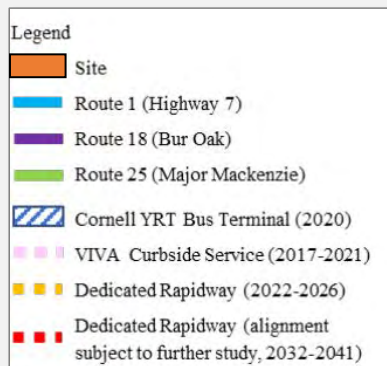 Legend
Site
Route 1 (Highway 7)
Route 18 (Bur Oak)
Route 25 (Major Mackenzie)
Cornell YRT Bus Terminal (2020)
VIVA Curbside Service (2017-2021)
Dedicated Rapidway (2022-2026)
Dedicated Rapidway (alignment
subject to further study, 2032-2041)